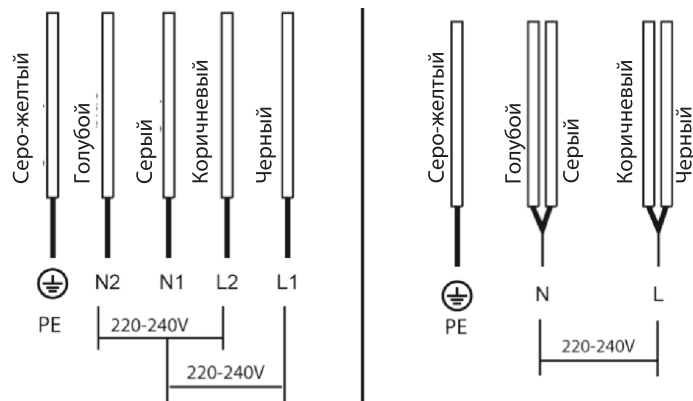 Серо-желтый
Голубой
Серый
Коричневый
Черный
N2
N1
L2
L1
PE
220-240V
220-240V
Серо-желтый
Голубой
Серый
Коричневый
Черный
N
L
PE
220-240V